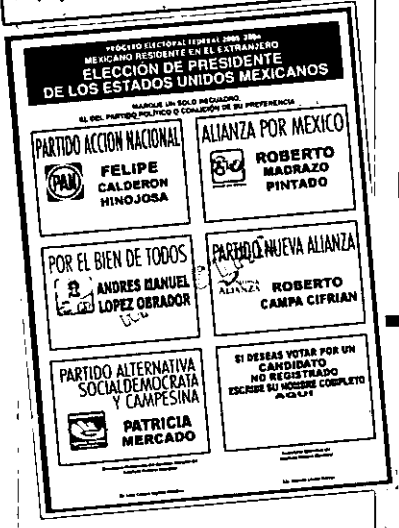 PROCESO ELECTORAL FEDERAL 2005-2006
MEXICANO RESIDENTE EN EL EXTRANJERO
ELECCIÓN DE PRESIDENTE
DE LOS ESTADOS UNIDOS MEXICANOS
MARQUE UN SOLO RECUADRO,
EL DEL PARTIDO POLÍTICO O COALICIÓN DE SU PREFERENCIA
PARTIDO ACCION NACIONAL
PAN
FELIPE
CALDERON
HINOJOSA
ALIANZA POR MEXICO
ROBERTO
MADRAZO
PINTADO
POR EL BIEN DE TODOS
ANDRES MANUEL
LOPEZ OBRADOR
PARTIDO NUEVA ALIANZA
ALIANZA
ROBERTO
CAMPA CIFRIAN
PARTIDO ALTERNATIVA
SOCIALDEMOCRATA
Y CAMPESINA
PATRICIA
MERCADO
SI DESEAS VOTAR POR UN
CANDIDATO
NO REGISTRADO
ESCRIBE SU NOMBRE COMPLETO
AQUI